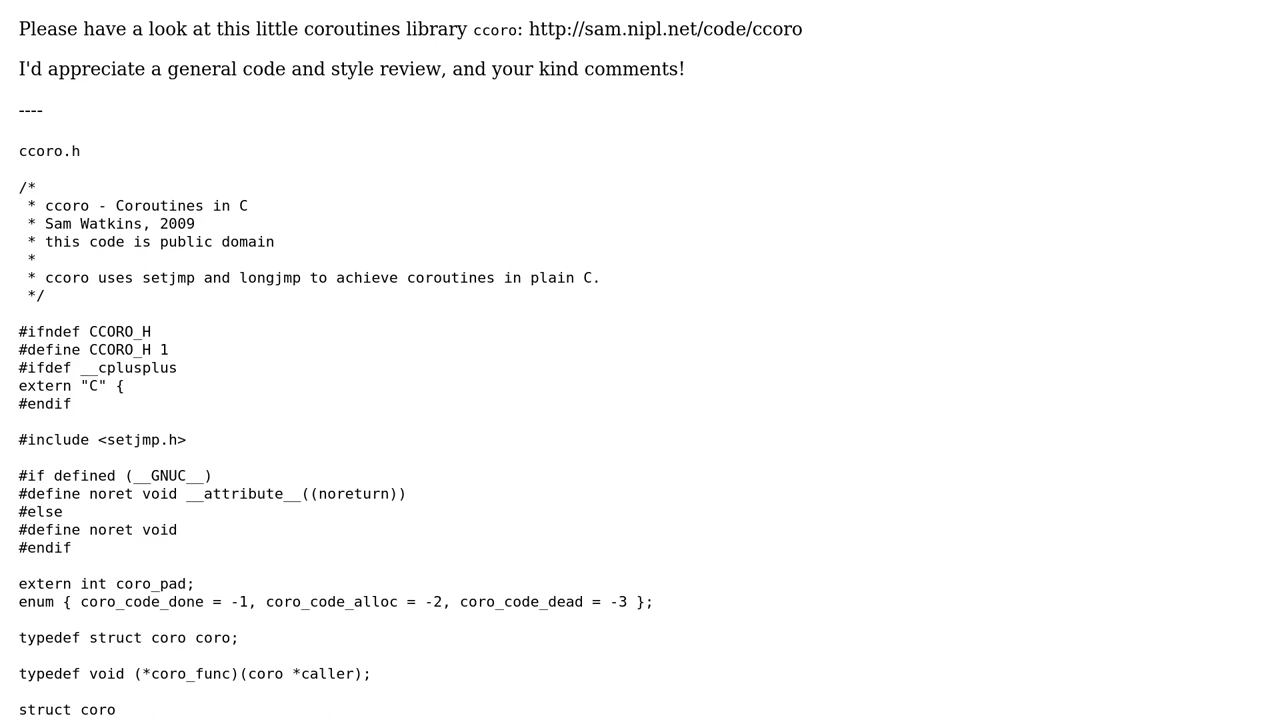 Please have a look at this little coroutines library ccoro: http://sam.nipl.net/code/ccoro
I'd appreciate a general code and style review, and your kind comments!
----
ccoro.h
/*
 * ccoro - Coroutines in C
 * Sam Watkins, 2009
 * this code is public domain
 *
 * ccoro uses setjmp and longjmp to achieve coroutines in plain C.
 */
#ifndef CCORO_H
#define CCORO_H 1
#ifdef __cplusplus
extern "C" {
#endif
#include <setjmp.h>
#if defined (__GNUC__)
#define noret void __attribute__((noreturn))
#else
#define noret void
#endif
extern int coro_pad;
enum { coro_code_done = -1, coro_code_alloc = -2, coro_code_dead = -3 };
typedef struct coro coro;
typedef void (*coro_func)(coro *caller);
struct coro